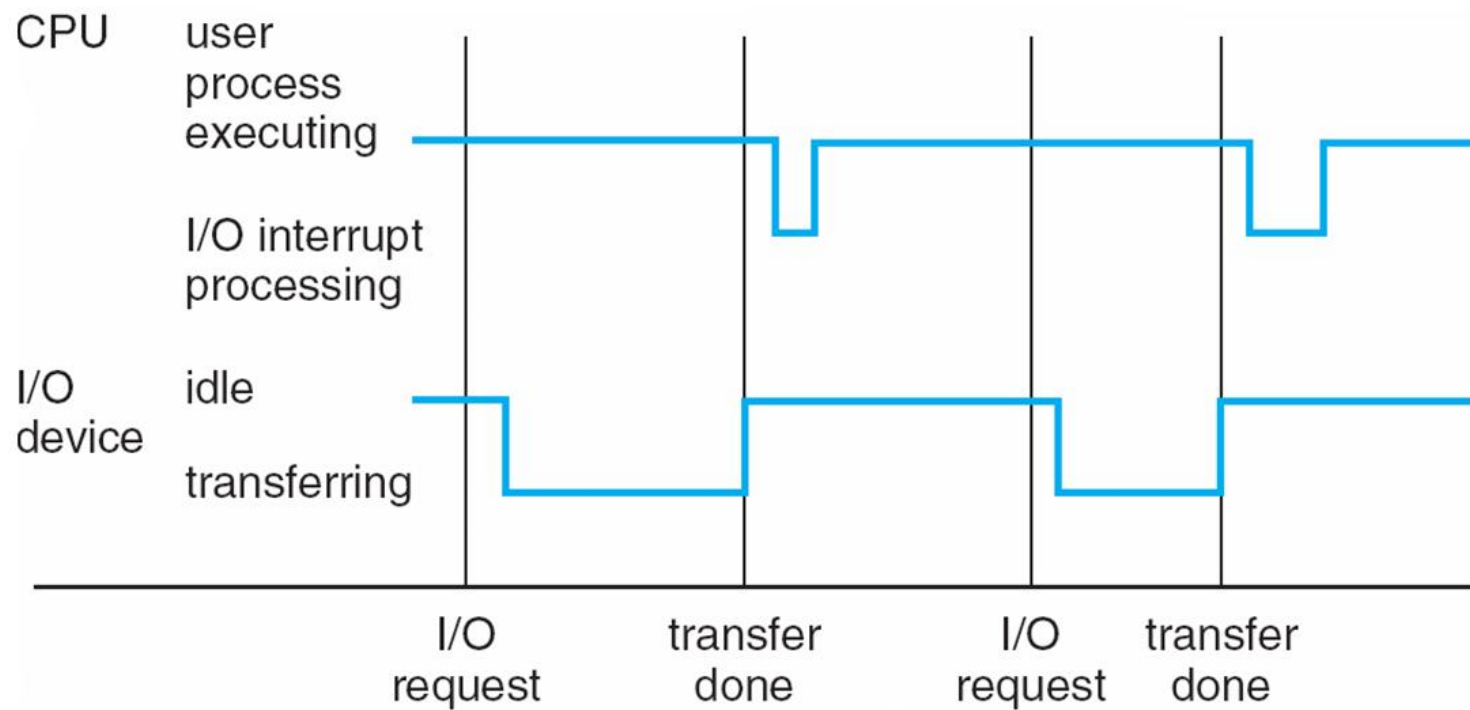 CPU
user
process
executing
I/O interrupt
processing
I/O
device
idle
transferring
I/O
request
transfer
done
I/O
request
transfer
done